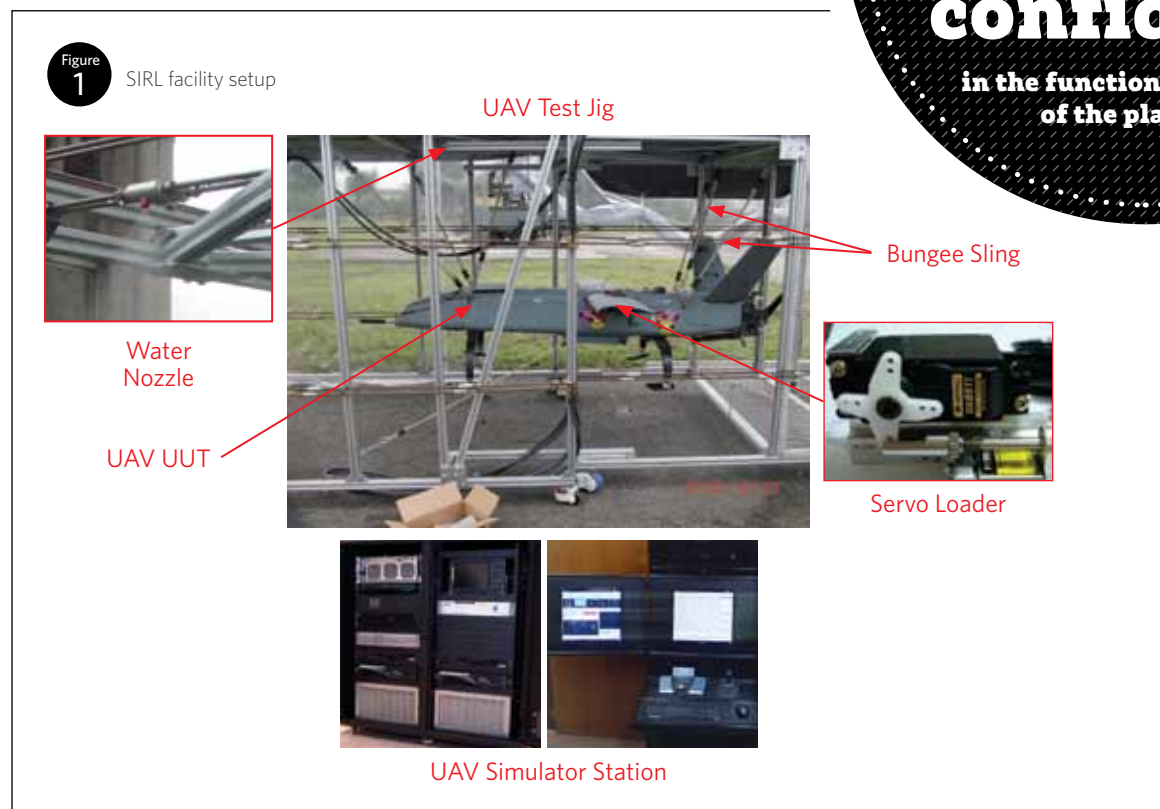 in the function
of the pla
Figure
1
SIRL facility setup
UAV Test Jig
Bungee Sling
Water
Nozzle
UAV UUT
Servo Loader
UAV Simulator Station